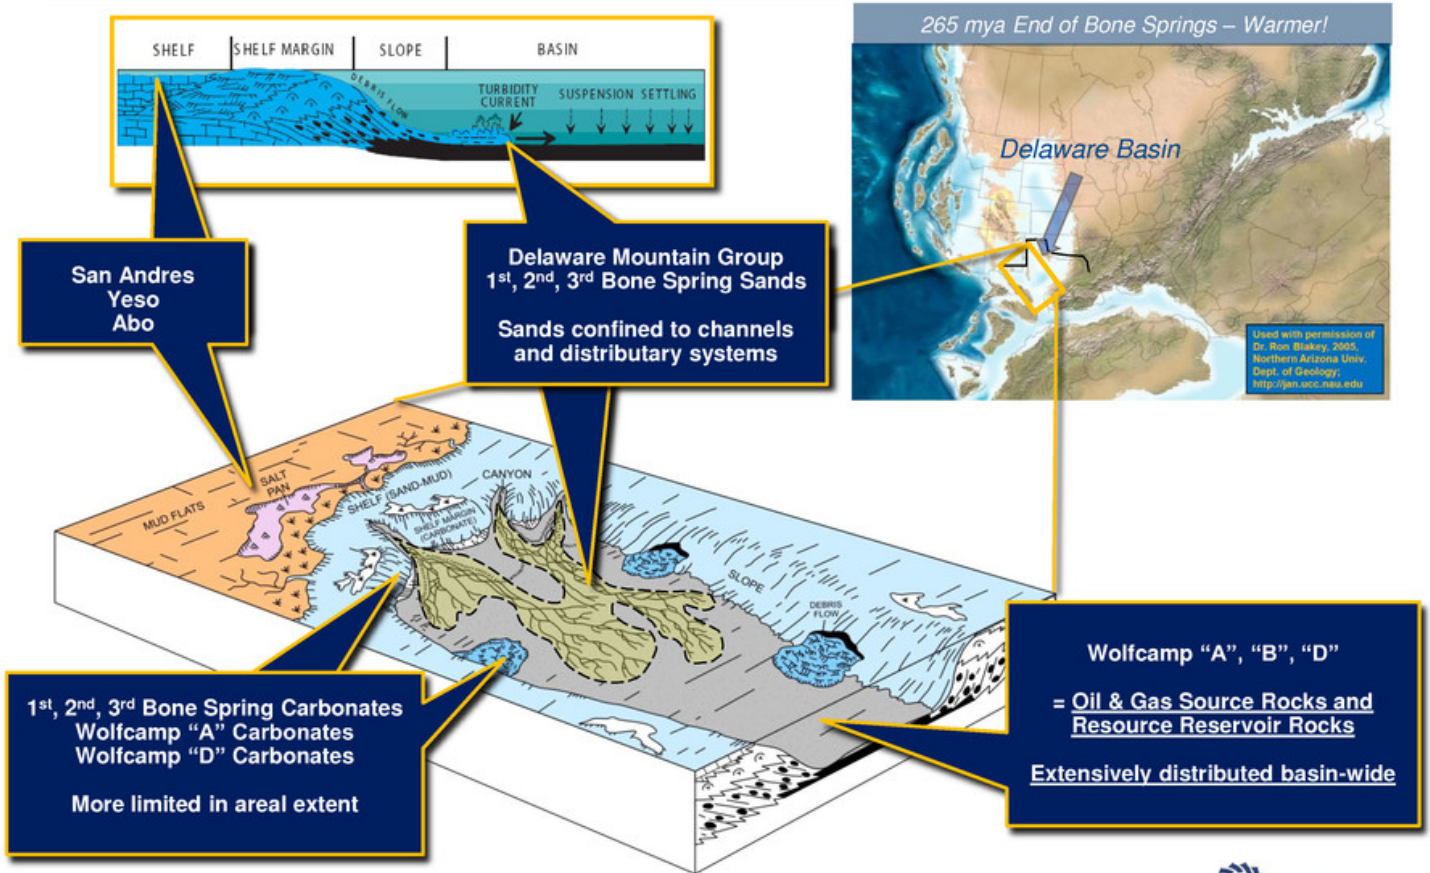 SHELF
SHELF MARGIN
SLOPE
BASIN
DEBRIS FLOW
TURBIDITY
CURRENT
SUSPENSION SETTLING
265 mya End of Bone Springs – Warmer!
Delaware Basin
Used with permission of
Dr. Ron Blakey, 2005,
Northern Arizona Univ.
Dept. of Geology;
http://jan.ucc.nau.edu
San Andres
Yeso
Abo
Delaware Mountain Group
1st, 2nd, 3rd Bone Spring Sands
Sands confined to channels
and distributary systems
MUD FLATS
SALT
PAN
SHELF (SAND-MUD)
CANYON
SHELF MARGIN
(CARBONATE)
SLOPE
DEBRIS
FLOW
1st, 2nd, 3rd Bone Spring Carbonates
Wolfcamp “A” Carbonates
Wolfcamp “D” Carbonates
More limited in areal extent
Wolfcamp “A”, “B”, “D”
= Oil & Gas Source Rocks and
Resource Reservoir Rocks
Extensively distributed basin-wide